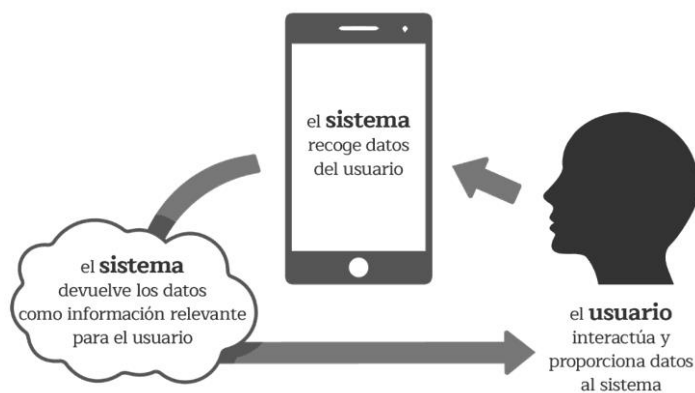 el sistema
recoge datos
del usuario
el sistema
devuelve los datos
como información relevante
para el usuario
el usuario
interactúa y
proporciona datos
al sistema